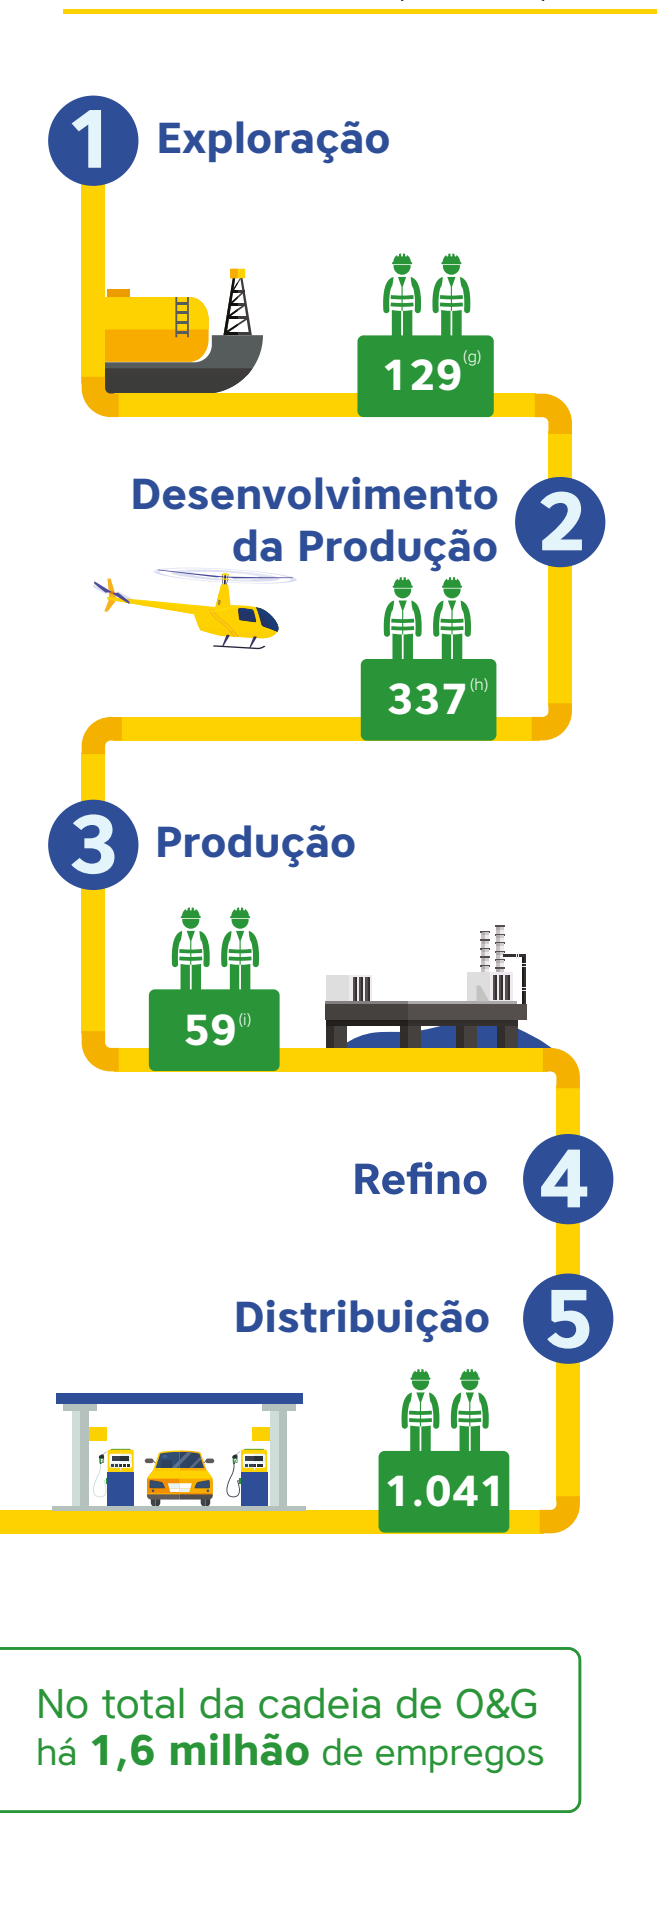 1 Exploração
129(g)
Desenvolvimento
da Produção 2
337(h)
3 Produção
59(i)
Refino 4
Distribuição 5
1.041
No total da cadeia de O&G
há 1,6 milhão de empregos